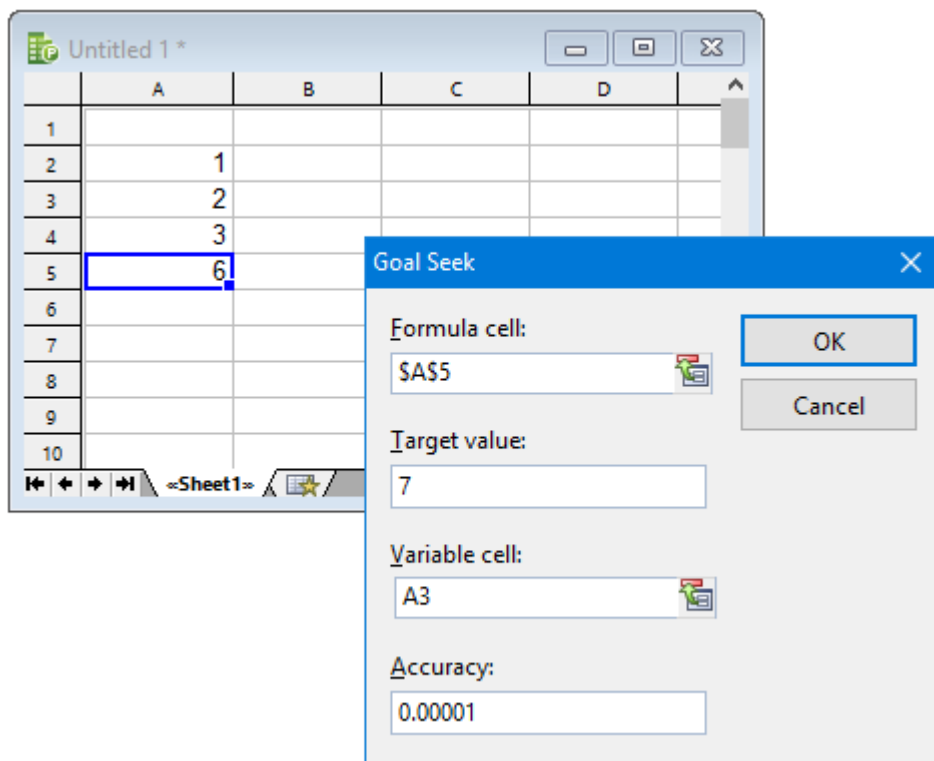 Untitled 1 *
A B C D
1
2 1
3 2
4 3
5 6
6
7
8
9
10
«Sheet1»
Goal Seek
Formula cell:
$A$5
OK
Cancel
Target value:
7
Variable cell:
A3
Accuracy:
0.00001